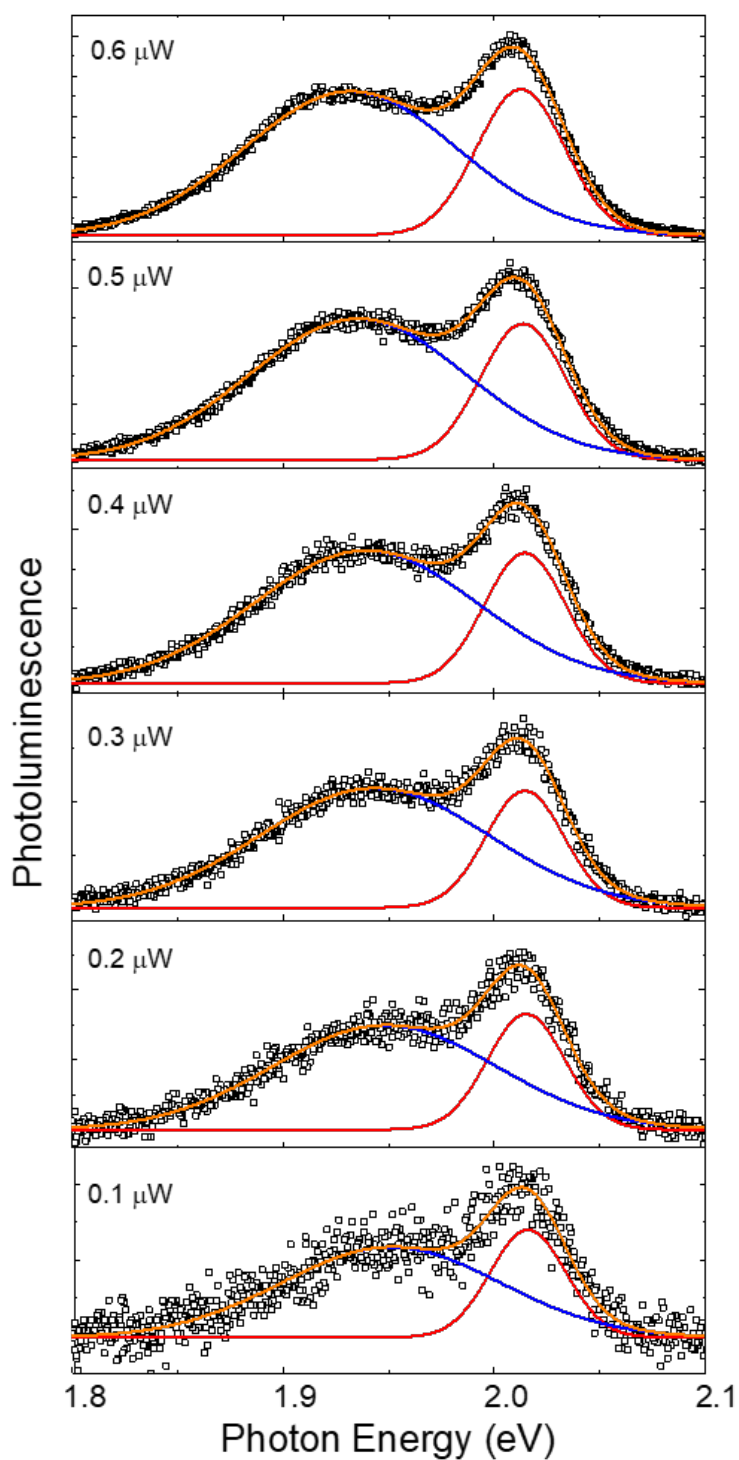 0.6 μW
0.5 μW
0.4 μW
0.3 μW
0.2 μW
0.1 μW
Photoluminescence
1.8 1.9 2.0 2.1
Photon Energy (eV)